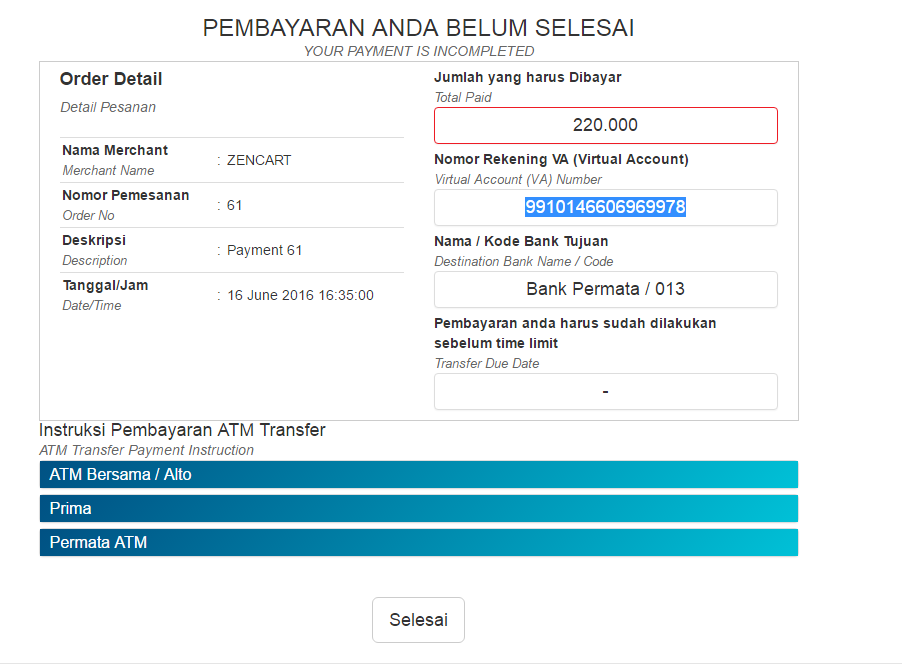 PEMBAYARAN ANDA BELUM SELESAI
YOUR PAYMENT IS INCOMPLETED
Order Detail
Detail Pesanan
Nama Merchant
Merchant Name
: ZENCART
Nomor Pemesanan
Order No
: 61
Deskripsi
Description
: Payment 61
Tanggal/Jam
Date/Time
: 16 June 2016 16:35:00
Jumlah yang harus Dibayar
Total Paid
220.000
Nomor Rekening VA (Virtual Account)
Virtual Account (VA) Number
9910146606969978
Nama / Kode Bank Tujuan
Destination Bank Name / Code
Bank Permata / 013
Pembayaran anda harus sudah dilakukan
sebelum time limit
Transfer Due Date
-
Instruksi Pembayaran ATM Transfer
ATM Transfer Payment Instruction
ATM Bersama / Alto
Prima
Permata ATM
Selesai